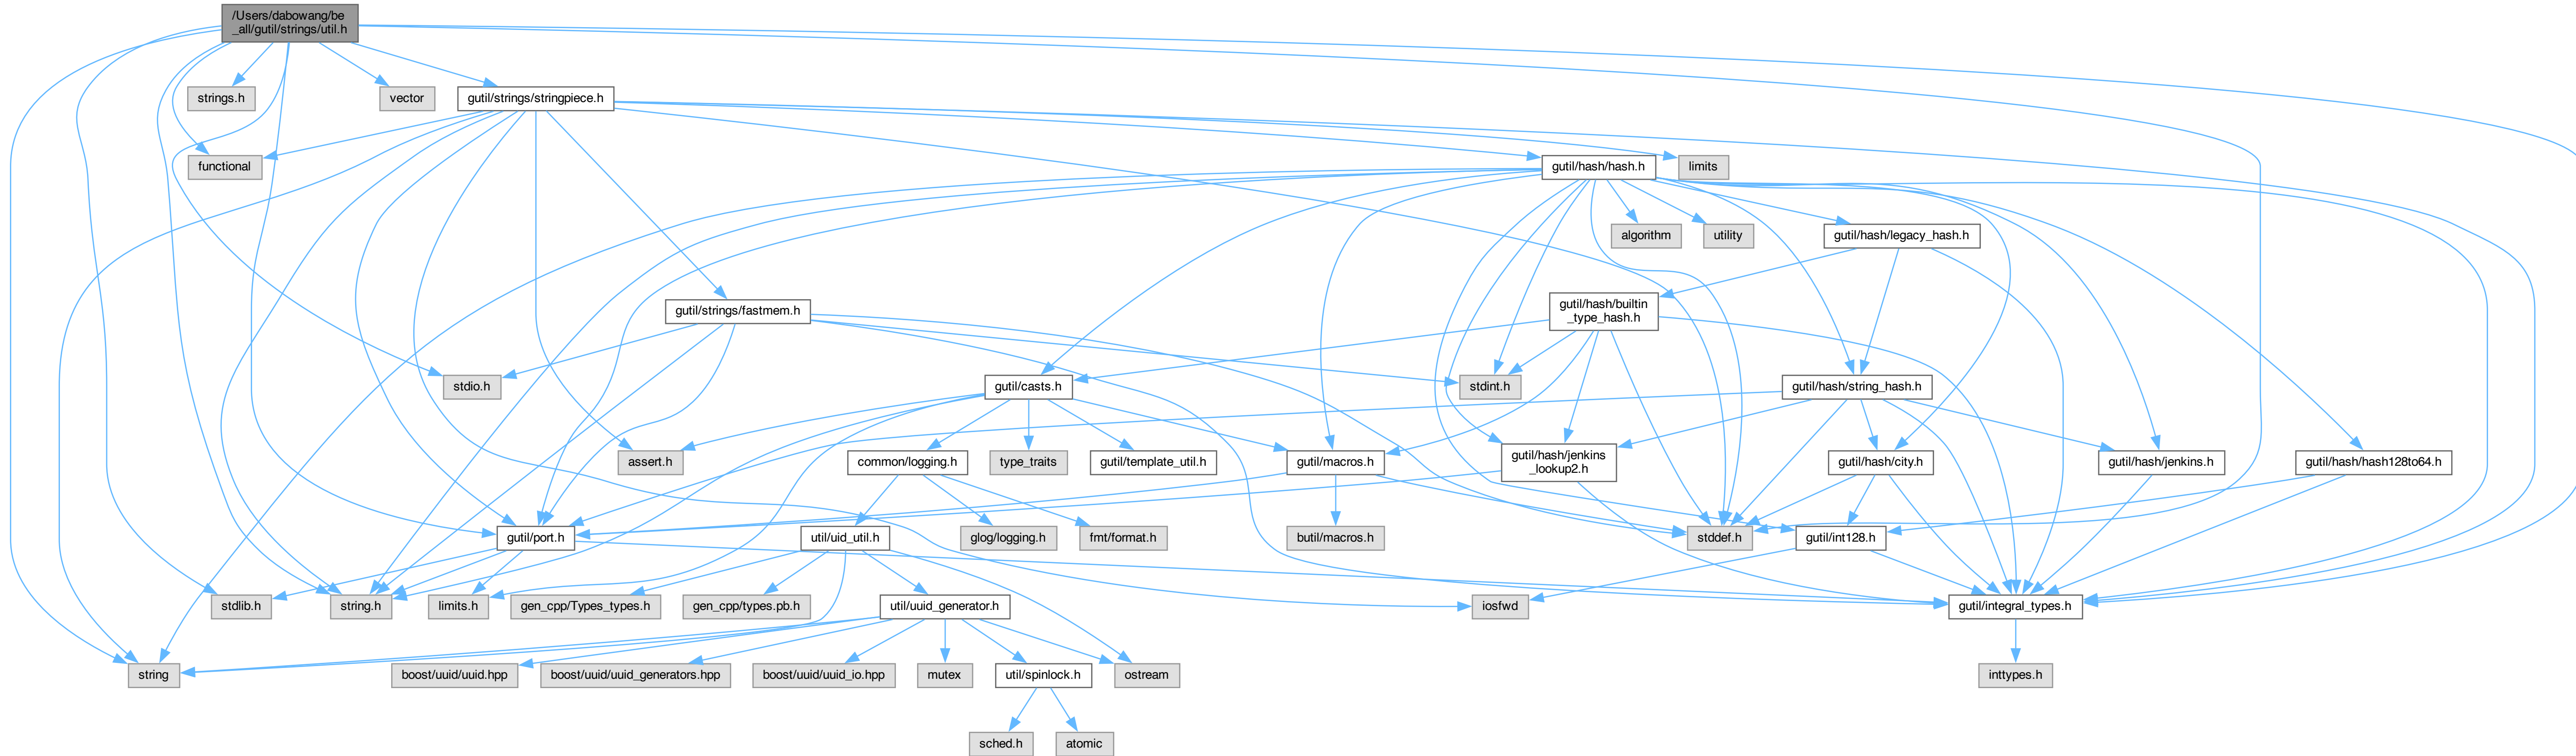 /Users/dabowang/be
_all/gutil/strings/util.h
strings.h
vector
gutil/strings/stringpiece.h
functional
gutil/hash/hash.h
limits
algorithm
utility
gutil/hash/legacy_hash.h
gutil/strings/fastmem.h
gutil/hash/builtin
_type_hash.h
stdio.h
gutil/casts.h
stdint.h
gutil/hash/string_hash.h
assert.h
common/logging.h
type_traits
gutil/template_util.h
gutil/macros.h
gutil/hash/jenkins
_lookup2.h
gutil/hash/city.h
gutil/hash/jenkins.h
gutil/hash/hash128to64.h
gutil/port.h
util/uid_util.h
glog/logging.h
fmt/format.h
butil/macros.h
stddef.h
gutil/int128.h
stdlib.h
string.h
limits.h
gen_cpp/Types_types.h
gen_cpp/types.pb.h
util/uuid_generator.h
iosfwd
gutil/integral_types.h
string
boost/uuid/uuid.hpp
boost/uuid/uuid_generators.hpp
boost/uuid/uuid_io.hpp
mutex
util/spinlock.h
ostream
inttypes.h
sched.h
atomic